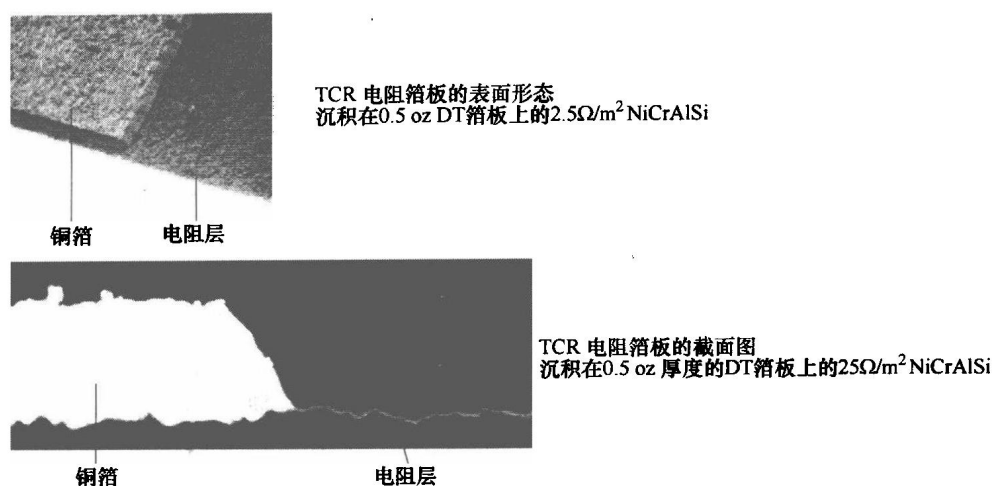 TCR 电阻箔板的表面形态
沉积在0.5 oz DT箔板上的2.5Ω/m² NiCrAlSi
铜箔
电阻层
TCR 电阻箔板的截面图
沉积在0.5 oz 厚度的DT箔板上的25Ω/m² NiCrAlSi
铜箔
电阻层